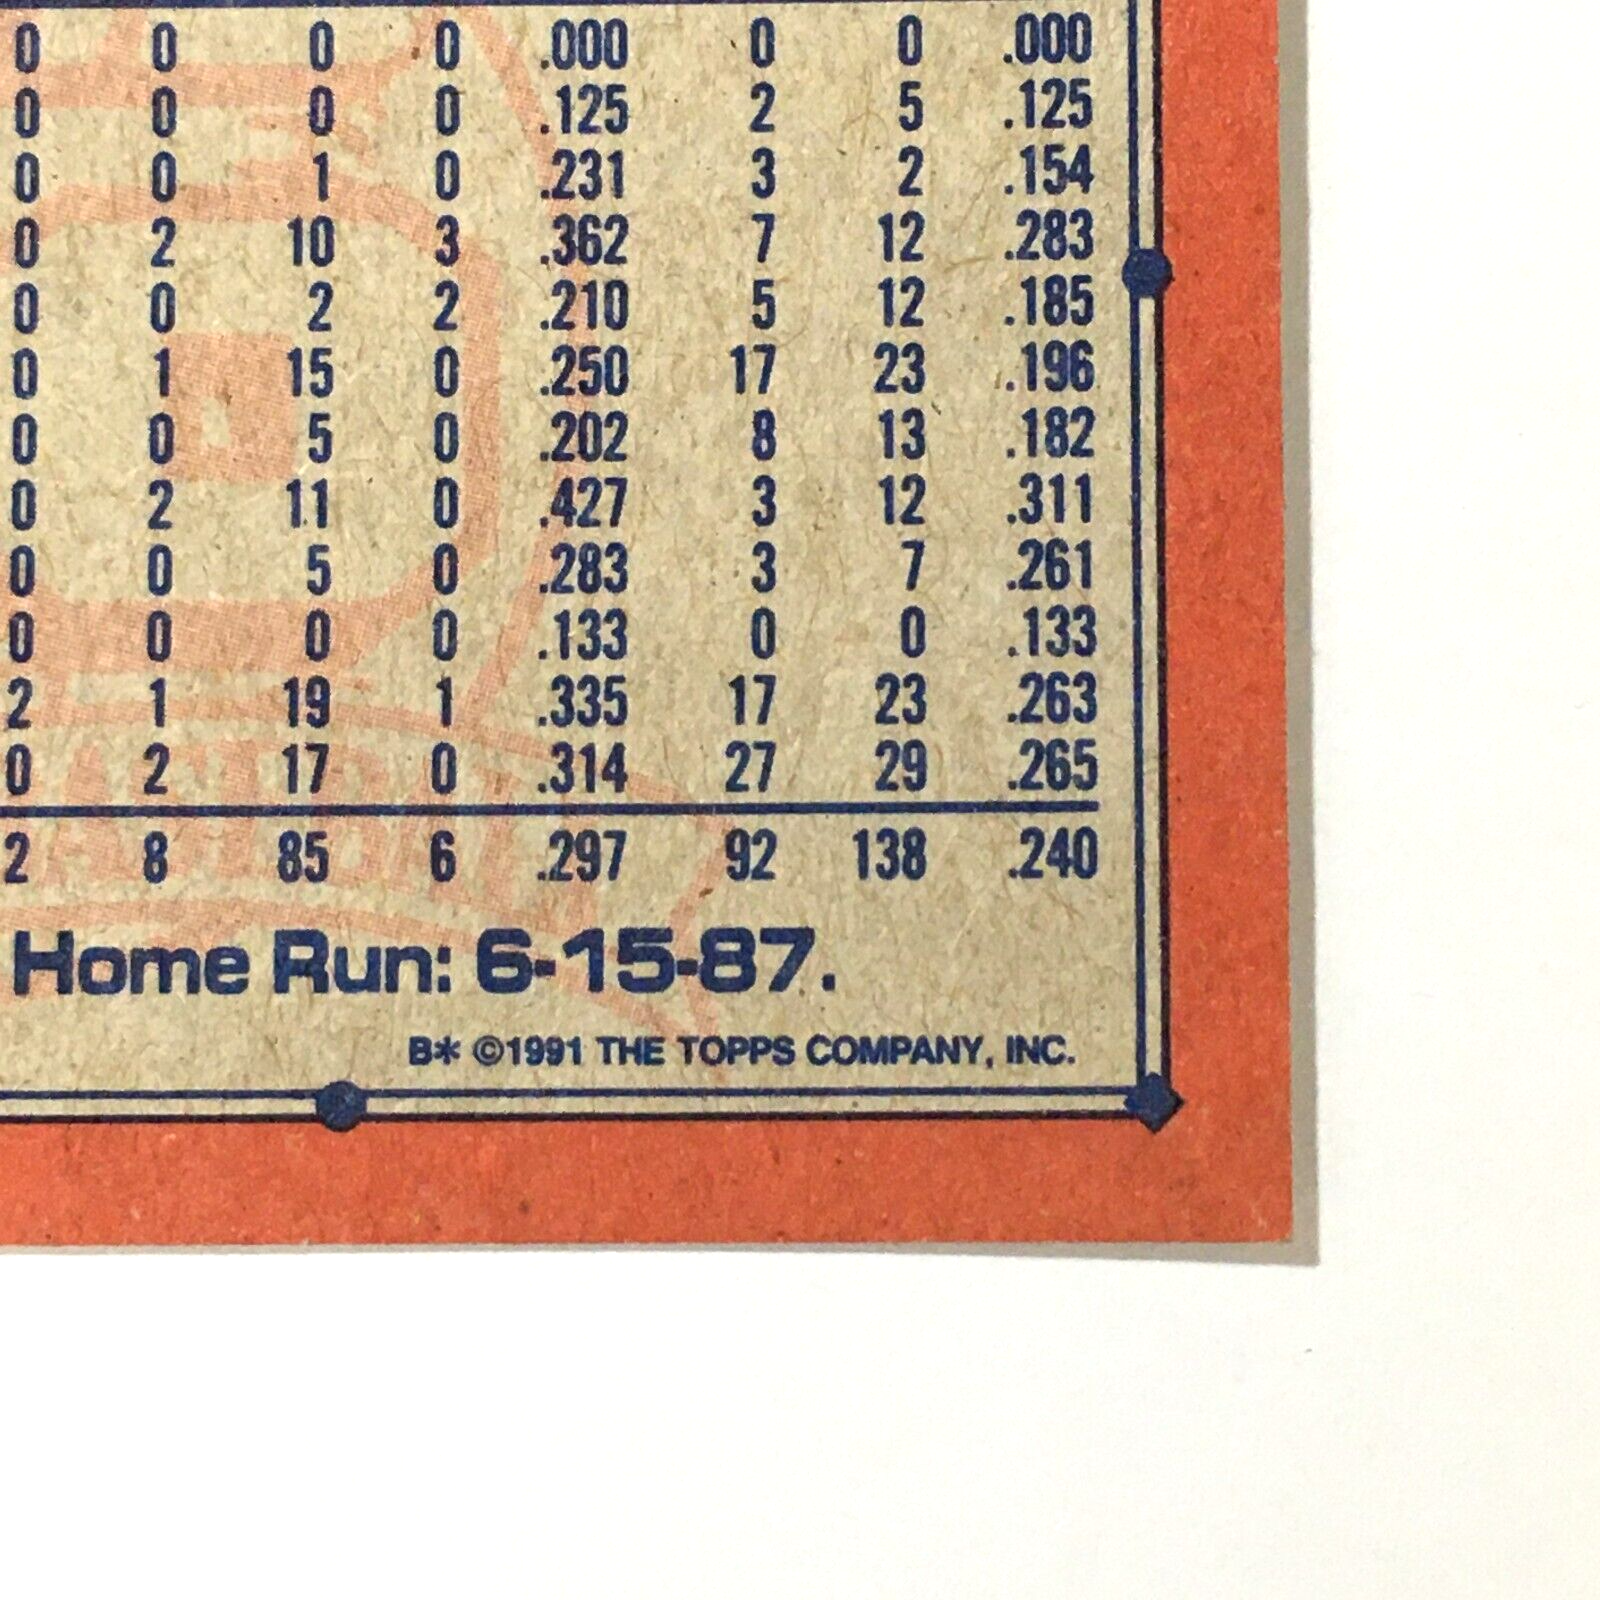 0 0 0 0 .000 0 0 .000
0 0 0 0 .125 2 5 .125
0 0 1 0 .231 3 2 .154
0 2 10 3 .362 7 12 .283
0 0 2 2 .210 5 12 .185
0 1 15 0 .250 17 23 .196
0 0 5 0 .202 8 13 .182
0 2 11 0 .427 3 12 .311
0 0 5 0 .283 3 7 .261
0 0 0 0 .133 0 0 .133
2 1 19 1 .335 17 23 .263
0 2 17 0 .314 27 29 .265
2 8 85 6 .297 92 138 .240
Home Run: 6-15-87.
B* ©1991 THE TOPPS COMPANY, INC.